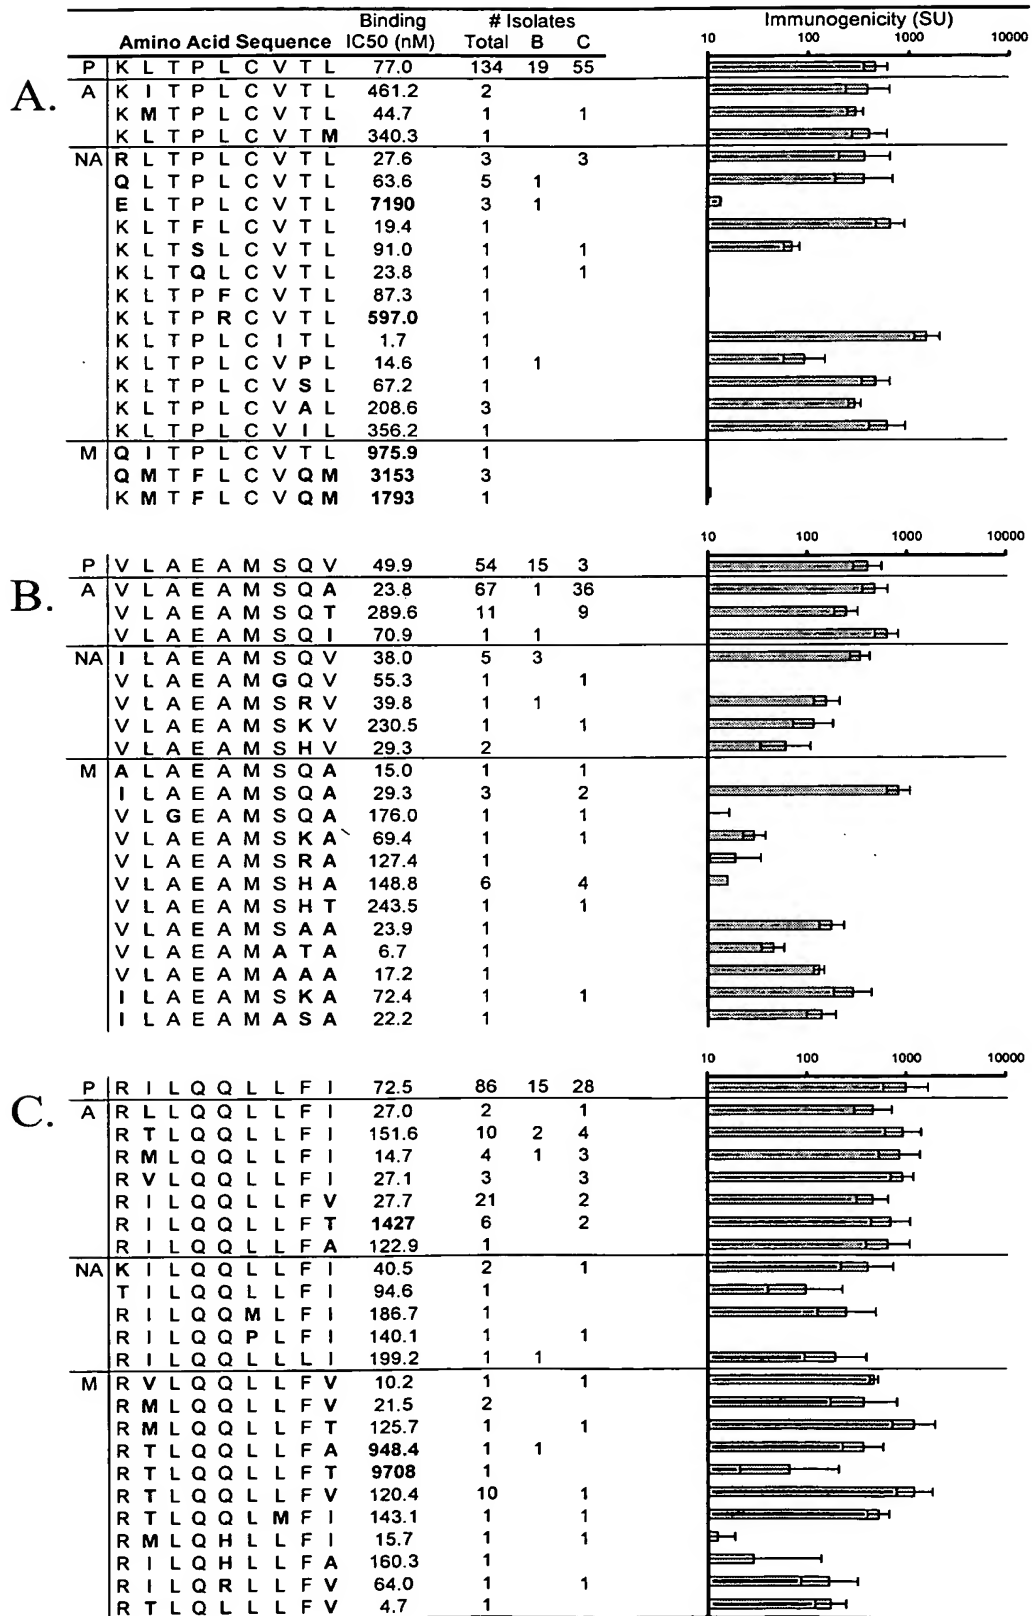 Binding # Isolates Immunogenicity (SU)
Amino Acid Sequence IC50 (nM) Total B C 10 100 1000 10000
A.
P K L T P L C V T L 77.0 134 19 55
A K I T P L C V T L 461.2 2
K M T P L C V T L 44.7 1 1
K L T P L C V T M 340.3 1
NA R L T P L C V T L 27.6 3 3
Q L T P L C V T L 63.6 5 1
E L T P L C V T L 7190 3 1
K L T F L C V T L 19.4 1
K L T S L C V T L 91.0 1 1
K L T Q L C V T L 23.8 1 1
K L T P F C V T L 87.3 1
K L T P R C V T L 597.0 1
K L T P L C I T L 1.7 1
K L T P L C V P L 14.6 1 1
K L T P L C V S L 67.2 1
K L T P L C V A L 208.6 3
K L T P L C V I L 356.2 1
M Q I T P L C V T L 975.9 1
Q M T F L C V Q M 3153 3
K M T F L C V Q M 1793 1
10 100 1000 10000
B.
P V L A E A M S Q V 49.9 54 15 3
A V L A E A M S Q A 23.8 67 1 36
V L A E A M S Q T 289.6 11 9
V L A E A M S Q I 70.9 1 1
NA I L A E A M S Q V 38.0 5 3
V L A E A M G Q V 55.3 1 1
V L A E A M S R V 39.8 1 1
V L A E A M S K V 230.5 1 1
V L A E A M S H V 29.3 2
M A L A E A M S Q A 15.0 1 1
I L A E A M S Q A 29.3 3 2
V L G E A M S Q A 176.0 1 1
V L A E A M S K A 69.4 1 1
V L A E A M S R A 127.4 1
V L A E A M S H A 148.8 6 4
V L A E A M S H T 243.5 1 1
V L A E A M S A A 23.9 1
V L A E A M A T A 6.7 1
V L A E A M A A A 17.2 1
I L A E A M S K A 72.4 1 1
I L A E A M A S A 22.2 1
10 100 1000 10000
C.
P R I L Q Q L L F I 72.5 86 15 28
A R L L Q Q L L F I 27.0 2 1
R T L Q Q L L F I 151.6 10 2 4
R M L Q Q L L F I 14.7 4 1 3
R V L Q Q L L F I 27.1 3 3
R I L Q Q L L F V 27.7 21 2
R I L Q Q L L F T 1427 6 2
R I L Q Q L L F A 122.9 1
NA K I L Q Q L L F I 40.5 2 1
T I L Q Q L L F I 94.6 1
R I L Q Q M L F I 186.7 1
R I L Q Q P L F I 140.1 1 1
R I L Q Q L L L I 199.2 1 1
M R V L Q Q L L F V 10.2 1 1
R M L Q Q L L F V 21.5 2
R M L Q Q L L F T 125.7 1 1
R T L Q Q L L F A 948.4 1 1
R T L Q Q L L F T 9708 1
R T L Q Q L L F V 120.4 10 1
R T L Q Q L M F I 143.1 1 1
R M L Q H L L F I 15.7 1 1
R I L Q H L L F A 160.3 1
R I L Q R L L F V 64.0 1 1
R T L Q L L L F V 4.7 1